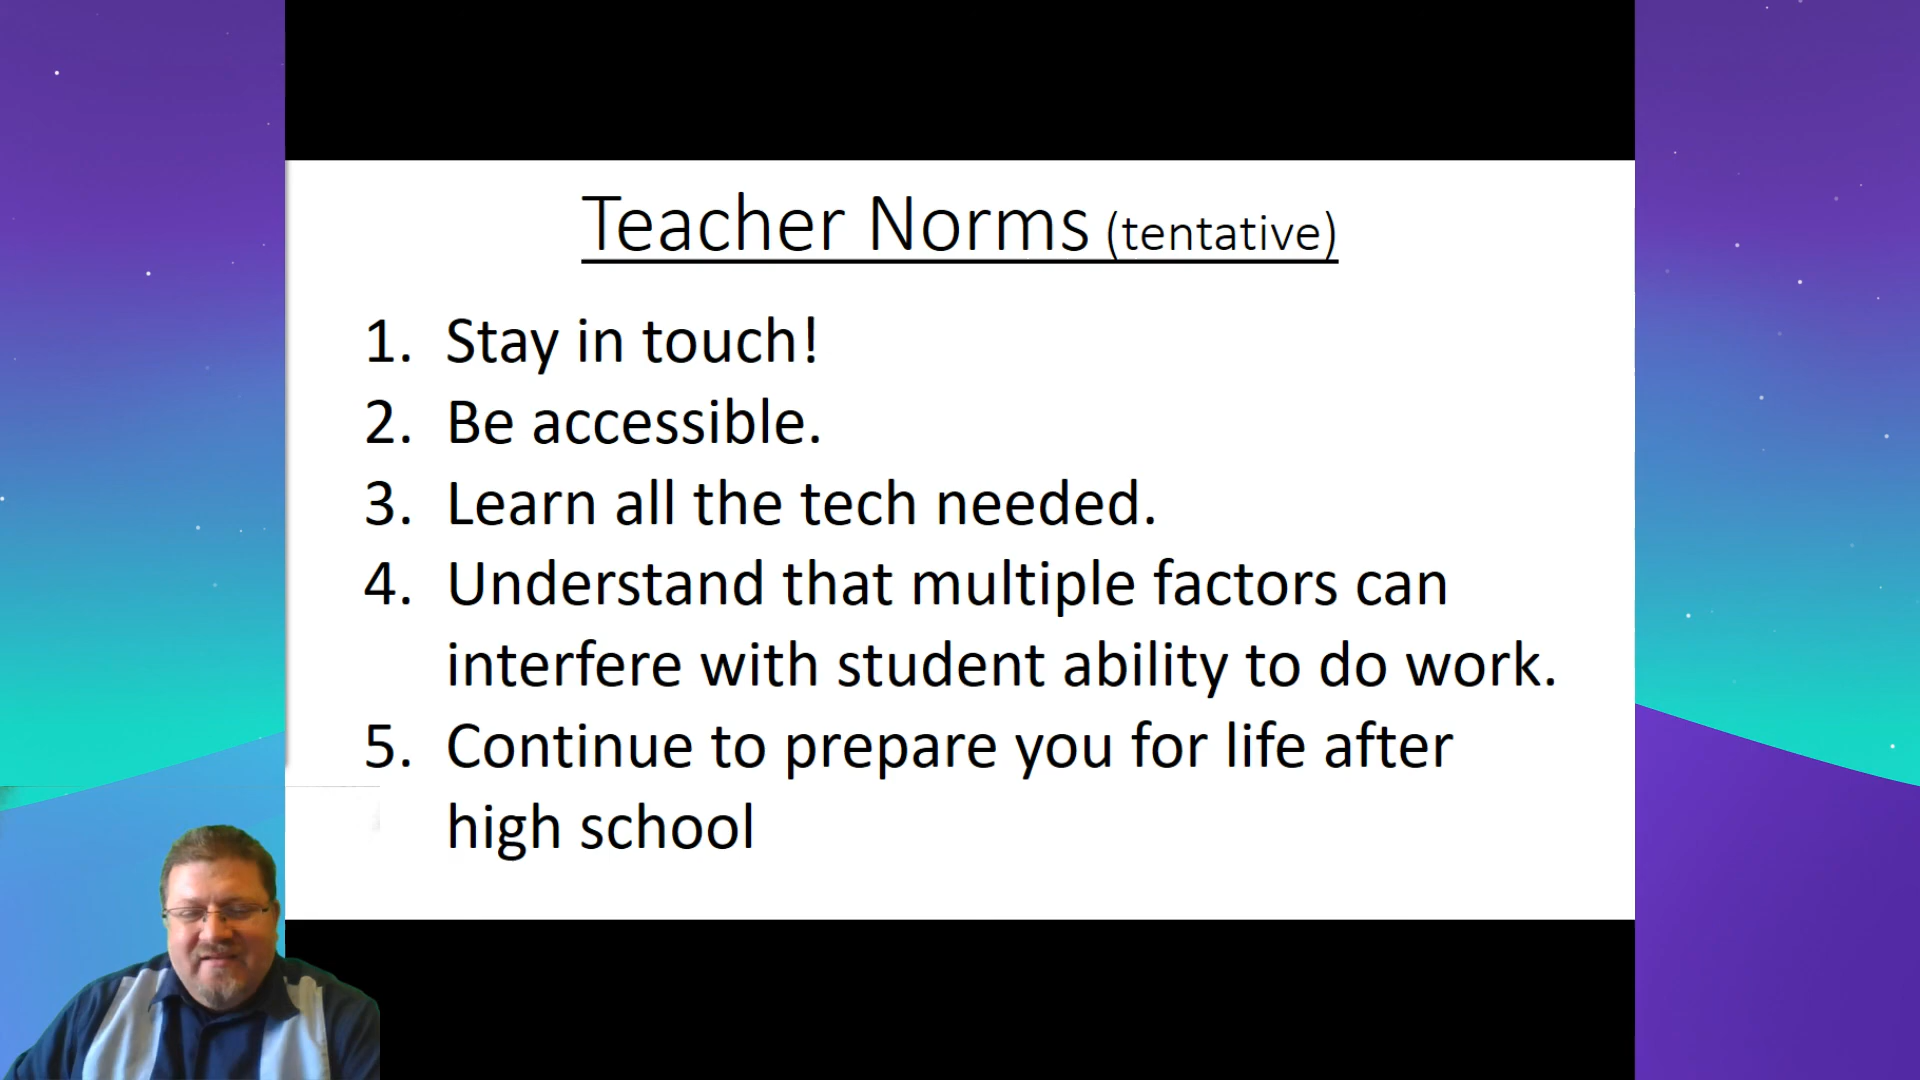 Teacher Norms (tentative)
1. Stay in touch!
2. Be accessible.
3. Learn all the tech needed.
4. Understand that multiple factors can
interfere with student ability to do work.
5. Continue to prepare you for life after
high school